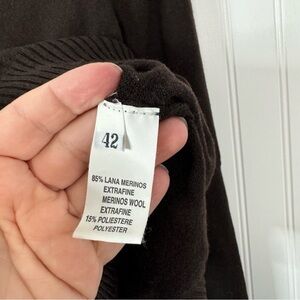 42
85% LANA MERINOS
EXTRAFINE
MERINOS WOOL
EXTRAFINE
15% POLIESTERE
POLYESTER